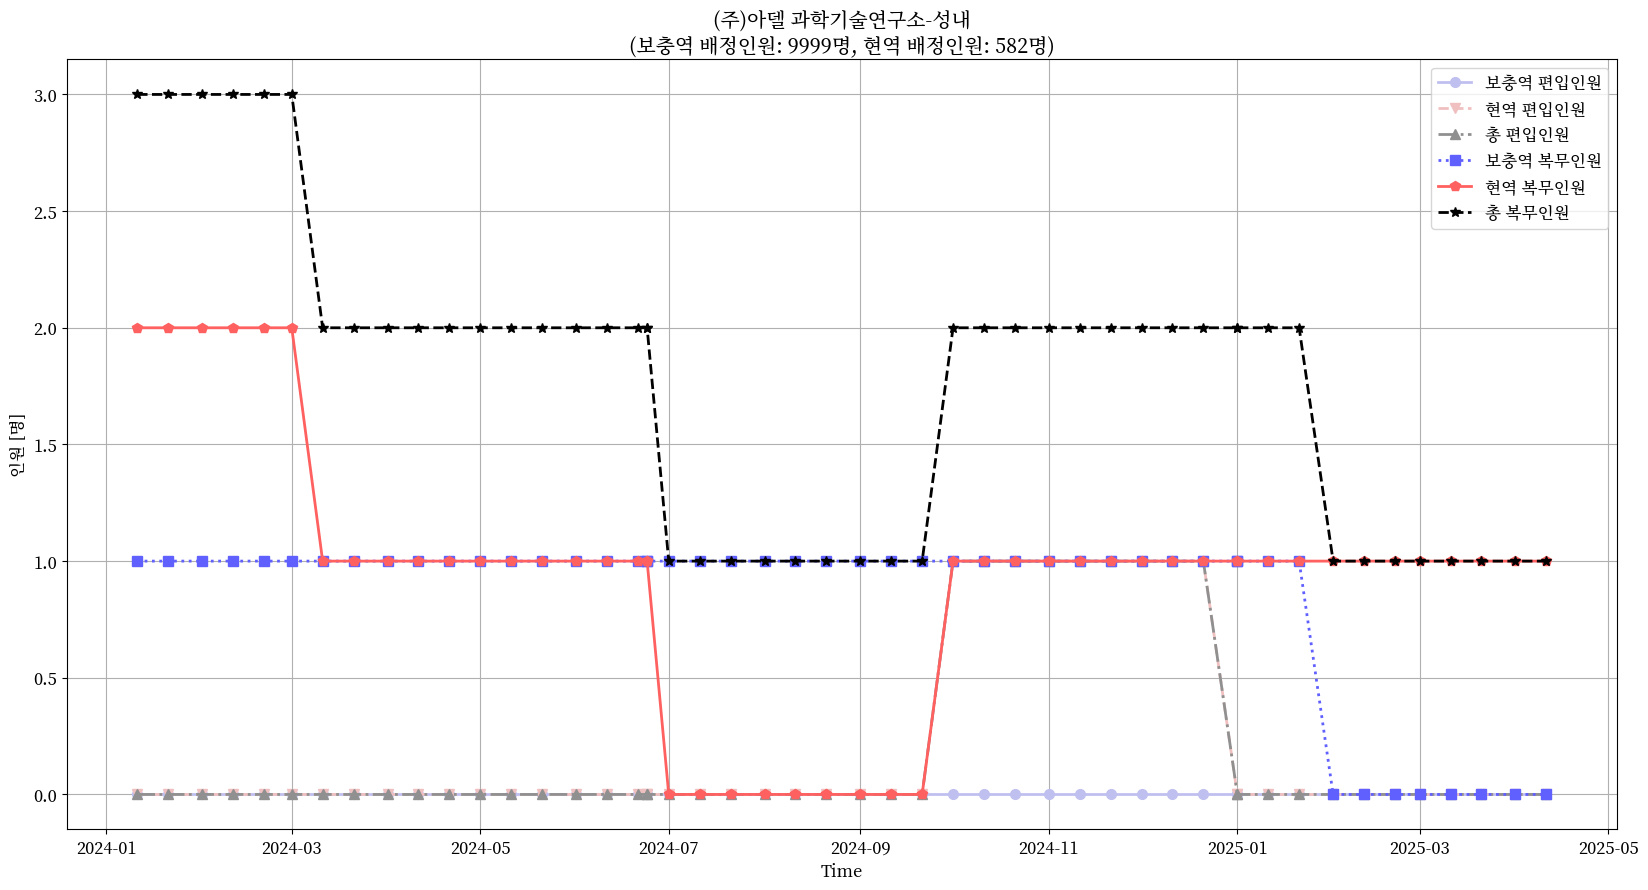 (주)아델 과학기술연구소-성내
(보충역 배정인원: 9999명, 현역 배정인원: 582명)
보충역 편입인원
현역 편입인원
총 편입인원
보충역 복무인원
현역 복무인원
총 복무인원
3.0
2.5
2.0
1.5
1.0
0.5
0.0
인원 [명]
2024-01
2024-03
2024-05
2024-07
2024-09
2024-11
2025-01
2025-03
2025-05
Time